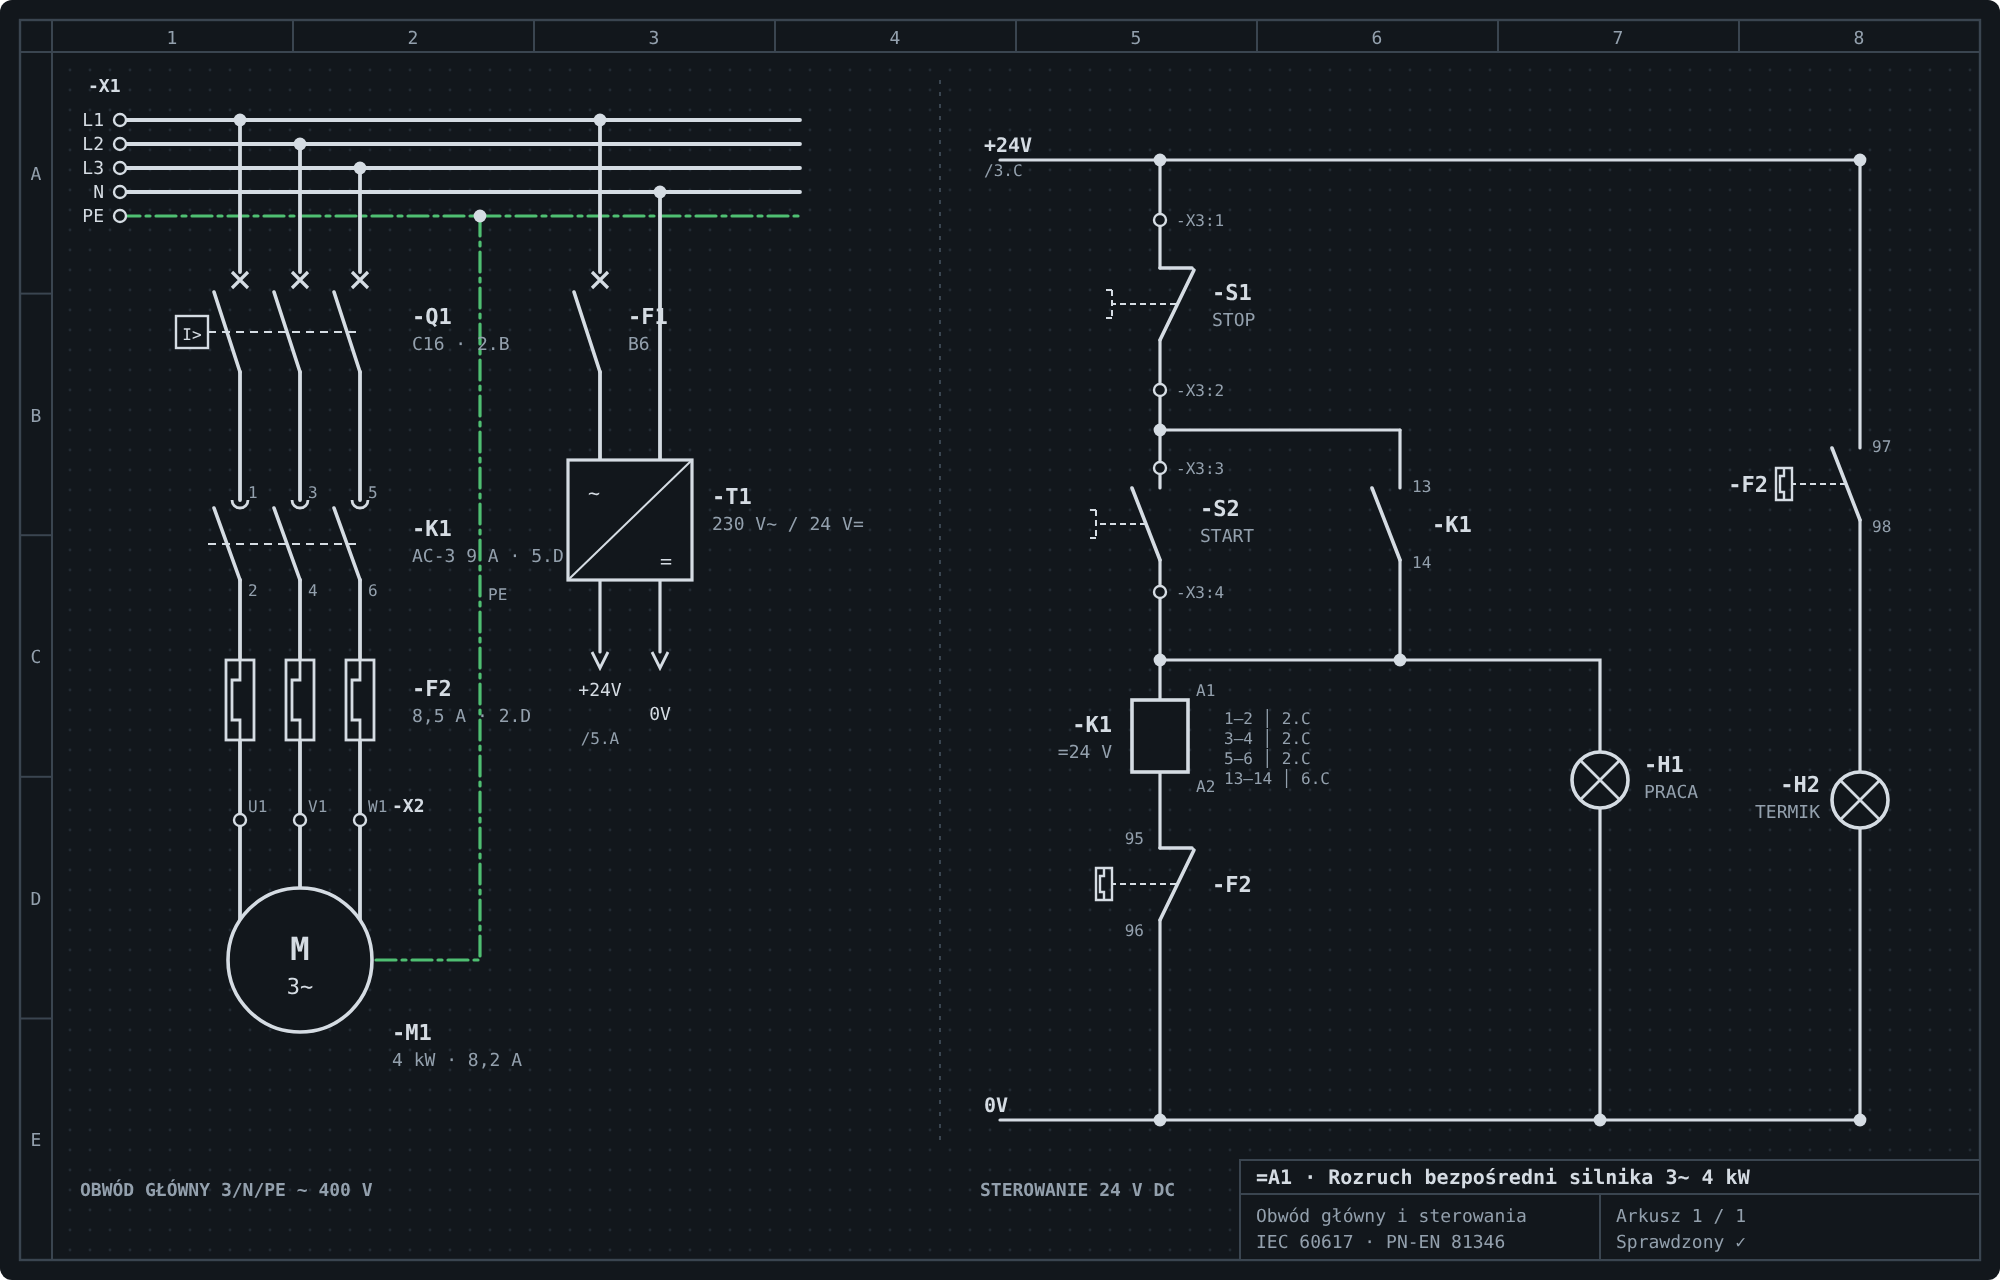 1 2 3 4 5 6 7 8
A
B
C
D
E
-X1
L1
L2
L3
N
PE
I>
-Q1
C16 · 2.B
-F1
B6
1 3 5
-K1
AC-3 9 A · 5.D
2 4 6
PE
~
=
-T1
230 V~ / 24 V=
+24V
0V
/5.A
-F2
8,5 A · 2.D
U1 V1 W1 -X2
M
3~
-M1
4 kW · 8,2 A
OBWÓD GŁÓWNY 3/N/PE ~ 400 V
+24V
/3.C
-X3:1
-S1
STOP
-X3:2
-X3:3
-S2
START
-X3:4
13
-K1
14
A1
-K1
=24 V
A2
1–2 | 2.C
3–4 | 2.C
5–6 | 2.C
13–14 | 6.C
95
-F2
96
-H1
PRACA
97
-F2
98
-H2
TERMIK
0V
STEROWANIE 24 V DC
=A1 · Rozruch bezpośredni silnika 3~ 4 kW
Obwód główny i sterowania
IEC 60617 · PN-EN 81346
Arkusz 1 / 1
Sprawdzony ✓